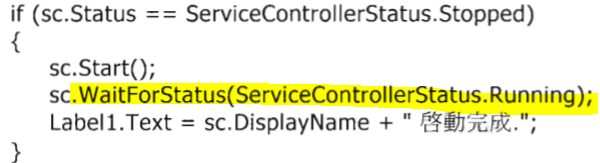 if (sc.Status == ServiceControllerStatus.Stopped)
{
sc.Start();
sc.WaitForStatus(ServiceControllerStatus.Running);
Label1.Text = sc.DisplayName + " 啓動完成.";
}